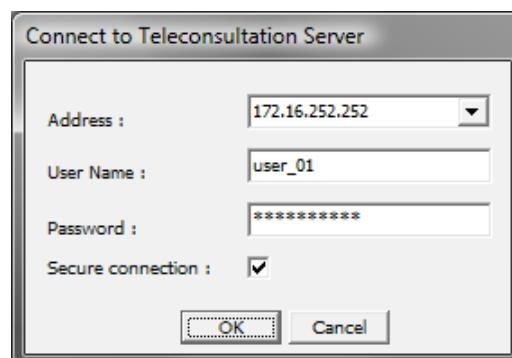 Connect to Teleconsultation Server
Address : 172.16.252.252
User Name : user_01
Password : **********
Secure connection :
OK Cancel